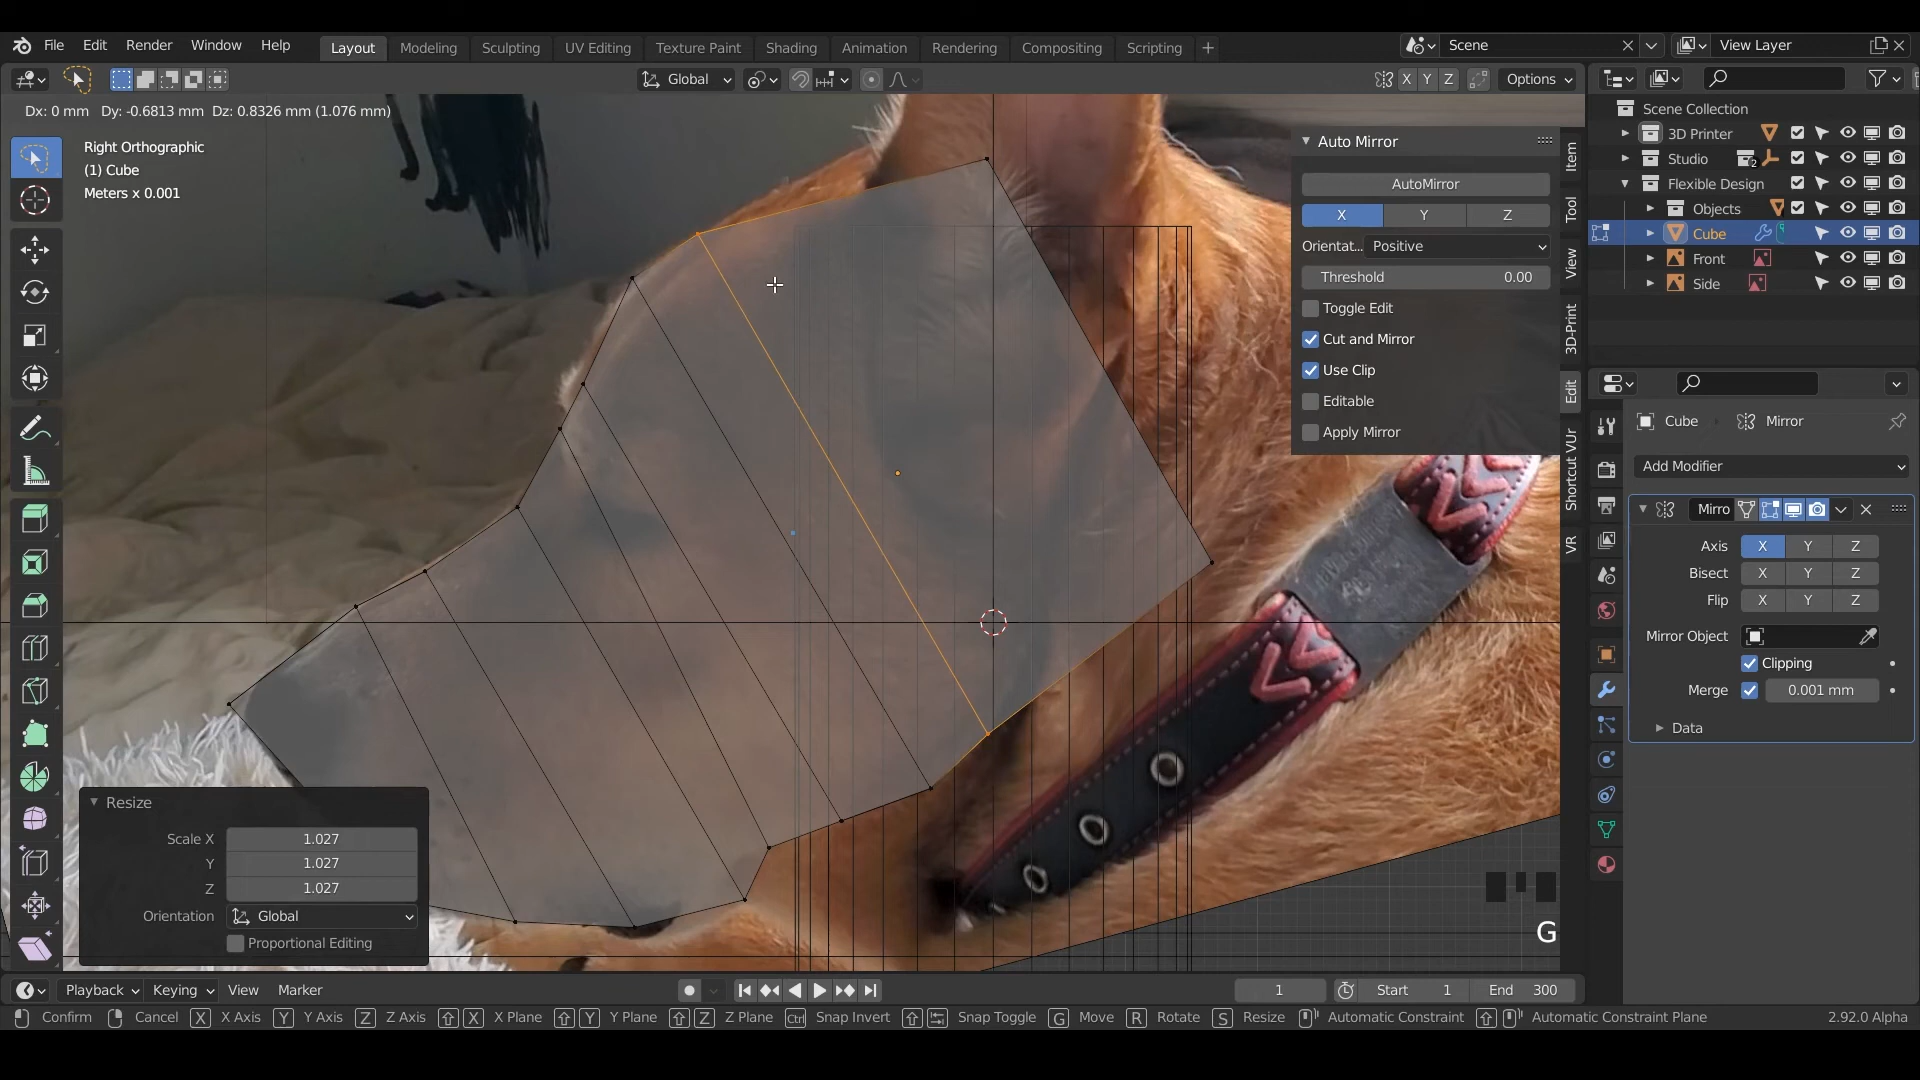 File Edit Render Window Help Layout Modeling Sculpting UV Editing Texture Paint Shading Animation Rendering Compositing Scripting + Scene View Layer
Global X Y Z Options
Dx: 0 mm Dy: -0.6813 mm Dz: 0.8326 mm (1.076 mm)
Right Orthographic
(1) Cube
Meters x 0.001
Auto Mirror
AutoMirror
X Y Z
Orientat... Positive
Threshold 0.00
Toggle Edit
Cut and Mirror
Use Clip
Editable
Apply Mirror
Item
Tool
View
3D-Print
Edit
Shortcut VUr
VR
Scene Collection
3D Printer
Studio 2
Flexible Design
Objects
Cube
Front
Side
Cube Mirror
Add Modifier
Mirro
Axis X Y Z
Bisect X Y Z
Flip X Y Z
Mirror Object
Clipping
Merge 0.001 mm
Data
Resize
Scale X 1.027
Y 1.027
Z 1.027
Orientation Global
Proportional Editing
G
Playback Keying View Marker 1 Start 1 End 300
Confirm Cancel X X Axis Y Y Axis Z Z Axis X X Plane Y Y Plane Z Z Plane Ctrl Snap Invert Snap Toggle G Move R Rotate S Resize Automatic Constraint Automatic Constraint Plane 2.92.0 Alpha